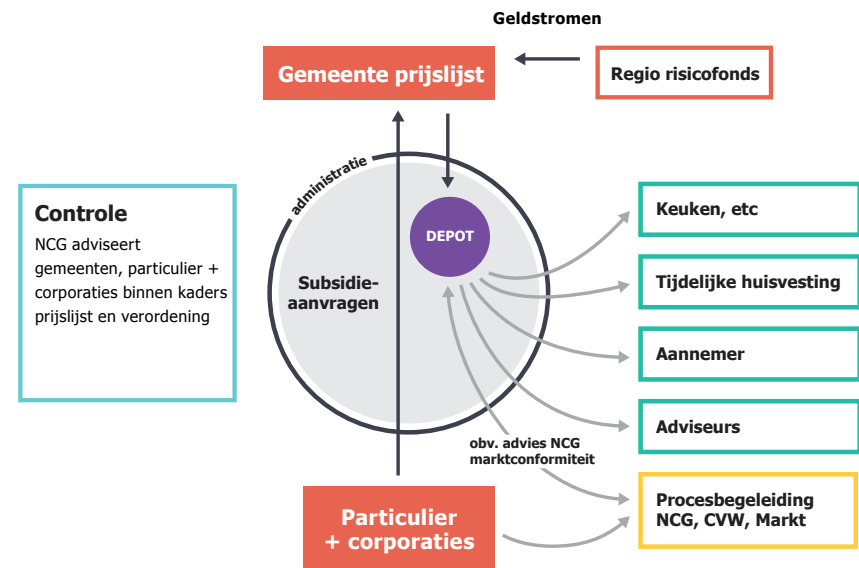 Geldstromen
Gemeente prijslijst
Regio risicofonds
administratie
Controle
NCG adviseert
gemeenten, particulier +
corporaties binnen kaders
prijslijst en verordening
DEPOT
Subsidie-
aanvragen
Keuken, etc
Tijdelijke huisvesting
Aannemer
Adviseurs
obv. advies NCG
marktconformiteit
Procesbegeleiding
NCG, CVW, Markt
Particulier
+ corporaties